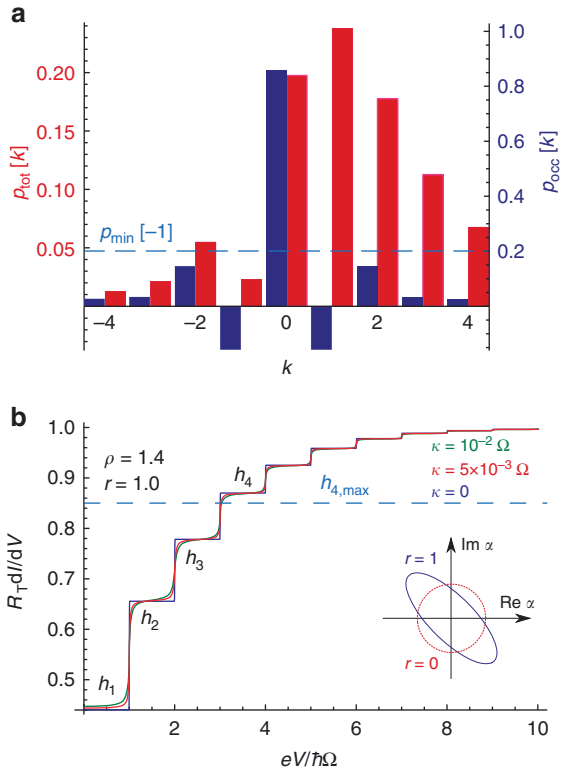 a
0.20
0.15
0.10
0.05
p_tot [k]
p_min [−1]
1.0
0.8
0.6
0.4
0.2
p_occ [k]
−4 −2 0 2 4
k
b
1.0
0.9
0.8
0.7
0.6
0.5
R_T dI/dV
ρ = 1.4
r = 1.0
h_1
h_2
h_3
h_4
h_4,max
κ = 10^−2 Ω
κ = 5×10^−3 Ω
κ = 0
Im α
r = 1
Re α
r = 0
2 4 6 8 10
eV/ℏΩ